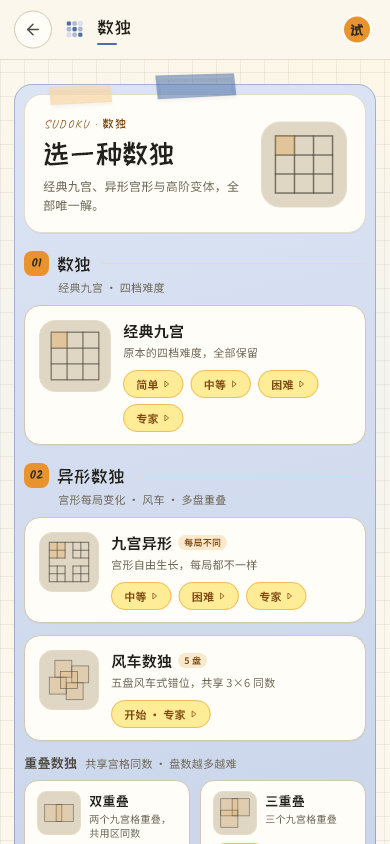 数独
试
SUDOKU · 数独
选一种数独
经典九宫、异形宫形与高阶变体，全
部唯一解。
01 数独
经典九宫 · 四档难度
经典九宫
原本的四档难度，全部保留
简单 中等 困难
专家
02 异形数独
宫形每局变化 · 风车 · 多盘重叠
九宫异形 每局不同
宫形自由生长，每局都不一样
中等 困难 专家
风车数独 5 盘
五盘风车式错位，共享 3×6 同数
开始 · 专家
重叠数独 共享宫格同数 · 盘数越多越难
双重叠
两个九宫格重叠，
共用区同数
三重叠
三个九宫格重叠